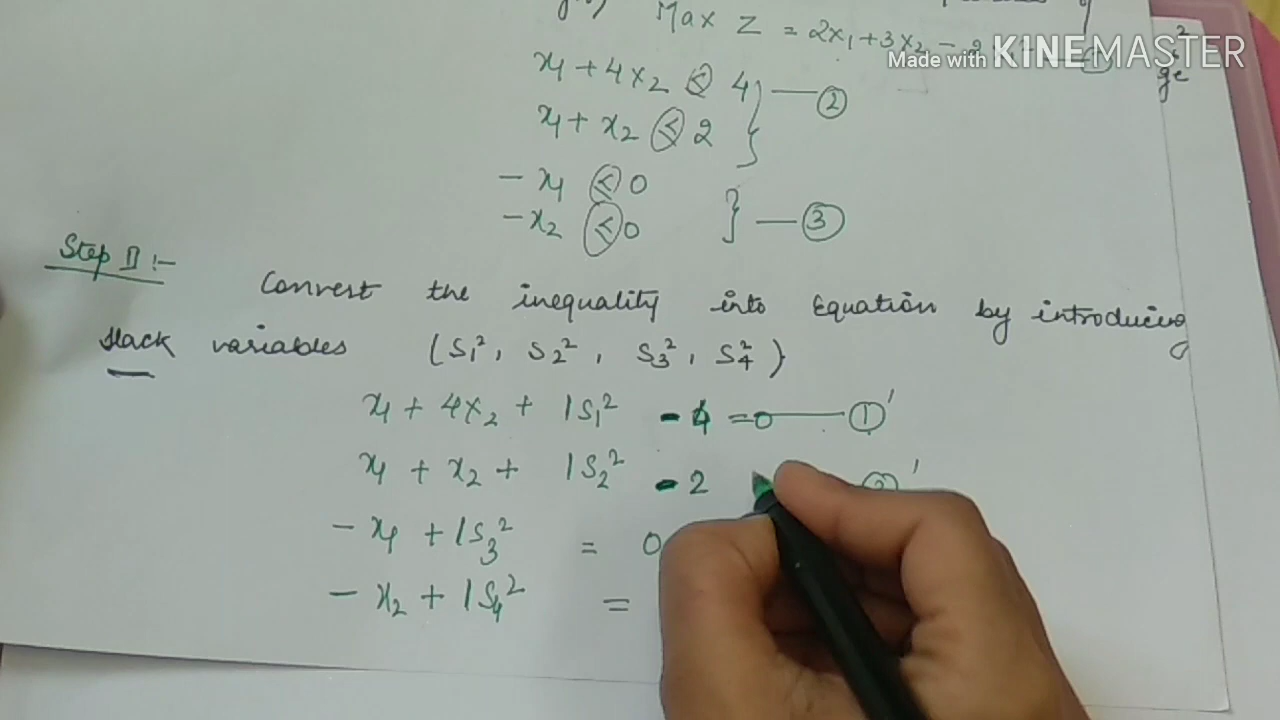 Max Z = 2x₁ + 3x₂ -
Made with KINEMASTER
x₁ + 4x₂ ≤ 4 } — ②
x₁ + x₂ ≤ 2
- x₁ ≤ 0
- x₂ ≤ 0 } — ③
Step II :-
Convert the inequality into Equation by introducing
slack variables (S₁², S₂², S₃², S₄²)
x₁ + 4x₂ + 1S₁² - 4 = 0 — ①'
x₁ + x₂ + 1S₂² - 2 ②'
- x₁ + 1S₃² = 0
- x₂ + 1S₄² =